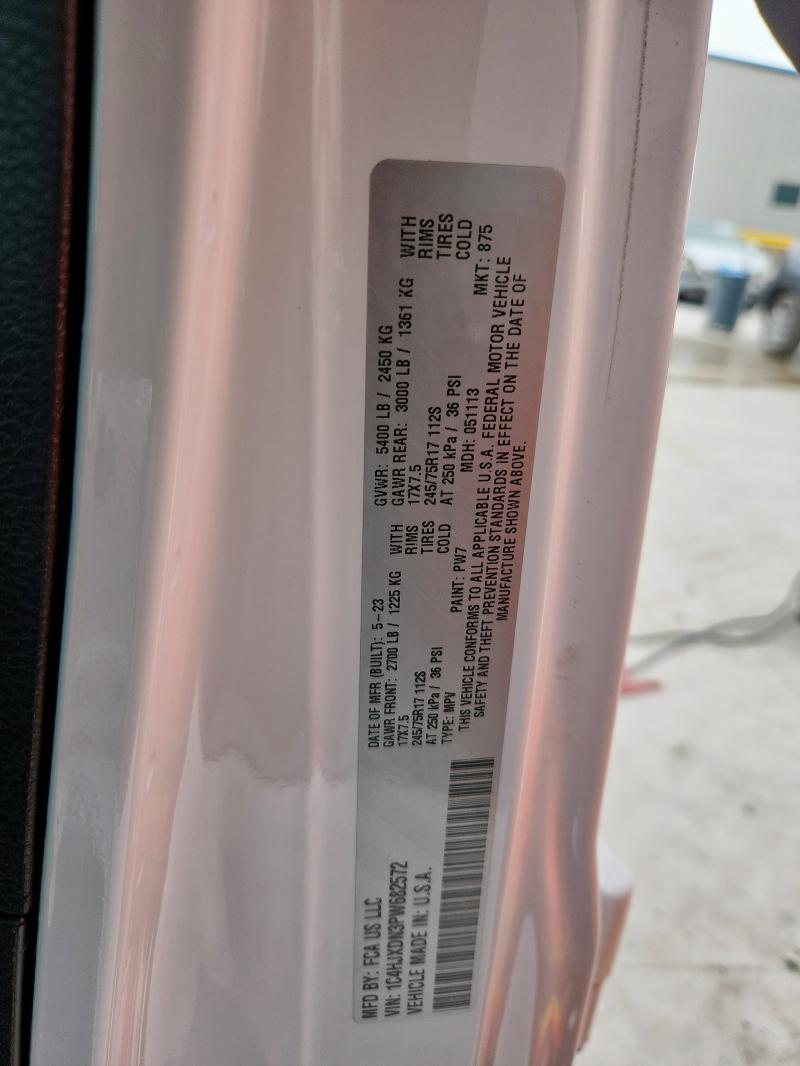 MFD BY: FCA US LLC
VIN: 1C4HJXDN3PW682572
VEHICLE MADE IN: U.S.A.
DATE OF MFR (BUILT): 5-23
GAWR FRONT: 2700 LB / 1225 KG WITH
17X7.5 RIMS
245/75R17 112S TIRES
AT 250 kPa / 36 PSI COLD
GVWR: 5400 LB / 2450 KG
GAWR REAR: 3000 LB / 1361 KG WITH
17X7.5 RIMS
245/75R17 112S TIRES
AT 250 kPa / 36 PSI COLD
TYPE: MPV PAINT: PW7 MDH: 051113 MKT: 875
THIS VEHICLE CONFORMS TO ALL APPLICABLE U.S.A. FEDERAL MOTOR VEHICLE
SAFETY AND THEFT PREVENTION STANDARDS IN EFFECT ON THE DATE OF
MANUFACTURE SHOWN ABOVE.